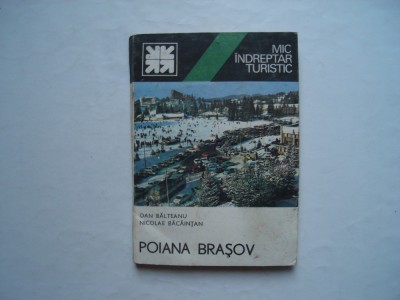 MIC
ÎNDREPTAR
TURISTIC
DAN BĂLTEANU
NICOLAE BĂCĂINȚAN
POIANA BRAȘOV